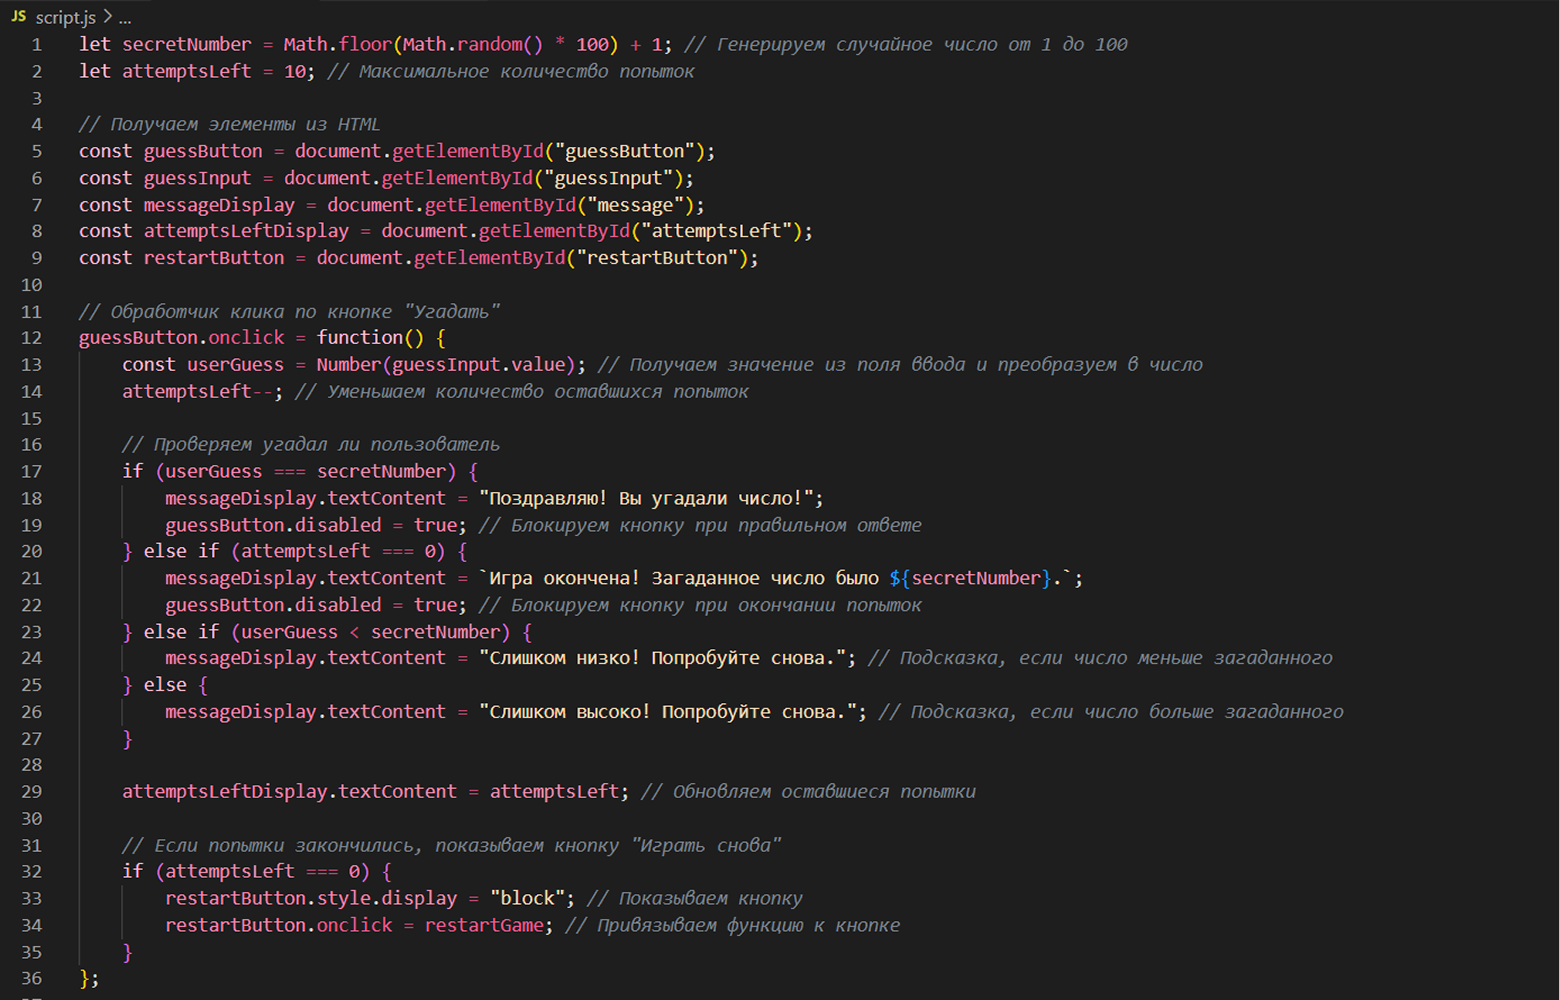 JS script.js > ...
1 let secretNumber = Math.floor(Math.random() * 100) + 1; // Генерируем случайное число от 1 до 100
2 let attemptsLeft = 10; // Максимальное количество попыток
3
4 // Получаем элементы из HTML
5 const guessButton = document.getElementById("guessButton");
6 const guessInput = document.getElementById("guessInput");
7 const messageDisplay = document.getElementById("message");
8 const attemptsLeftDisplay = document.getElementById("attemptsLeft");
9 const restartButton = document.getElementById("restartButton");
10
11 // Обработчик клика по кнопке "Угадать"
12 guessButton.onclick = function() {
13 const userGuess = Number(guessInput.value); // Получаем значение из поля ввода и преобразуем в число
14 attemptsLeft--; // Уменьшаем количество оставшихся попыток
15
16 // Проверяем угадал ли пользователь
17 if (userGuess === secretNumber) {
18 messageDisplay.textContent = "Поздравляю! Вы угадали число!";
19 guessButton.disabled = true; // Блокируем кнопку при правильном ответе
20 } else if (attemptsLeft === 0) {
21 messageDisplay.textContent = `Игра окончена! Загаданное число было ${secretNumber}.`;
22 guessButton.disabled = true; // Блокируем кнопку при окончании попыток
23 } else if (userGuess < secretNumber) {
24 messageDisplay.textContent = "Слишком низко! Попробуйте снова."; // Подсказка, если число меньше загаданного
25 } else {
26 messageDisplay.textContent = "Слишком высоко! Попробуйте снова."; // Подсказка, если число больше загаданного
27 }
28
29 attemptsLeftDisplay.textContent = attemptsLeft; // Обновляем оставшиеся попытки
30
31 // Если попытки закончились, показываем кнопку "Играть снова"
32 if (attemptsLeft === 0) {
33 restartButton.style.display = "block"; // Показываем кнопку
34 restartButton.onclick = restartGame; // Привязываем функцию к кнопке
35 }
36 };